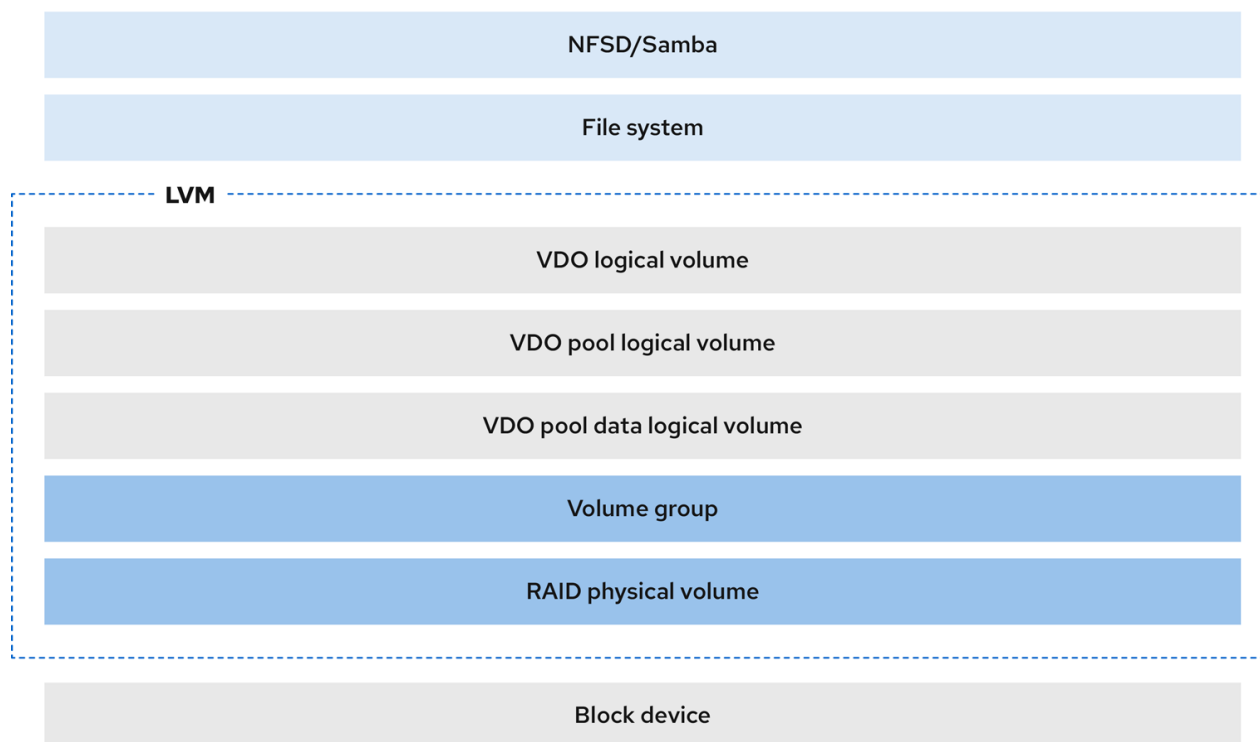 NFSD/Samba
File system
LVM
VDO logical volume
VDO pool logical volume
VDO pool data logical volume
Volume group
RAID physical volume
Block device